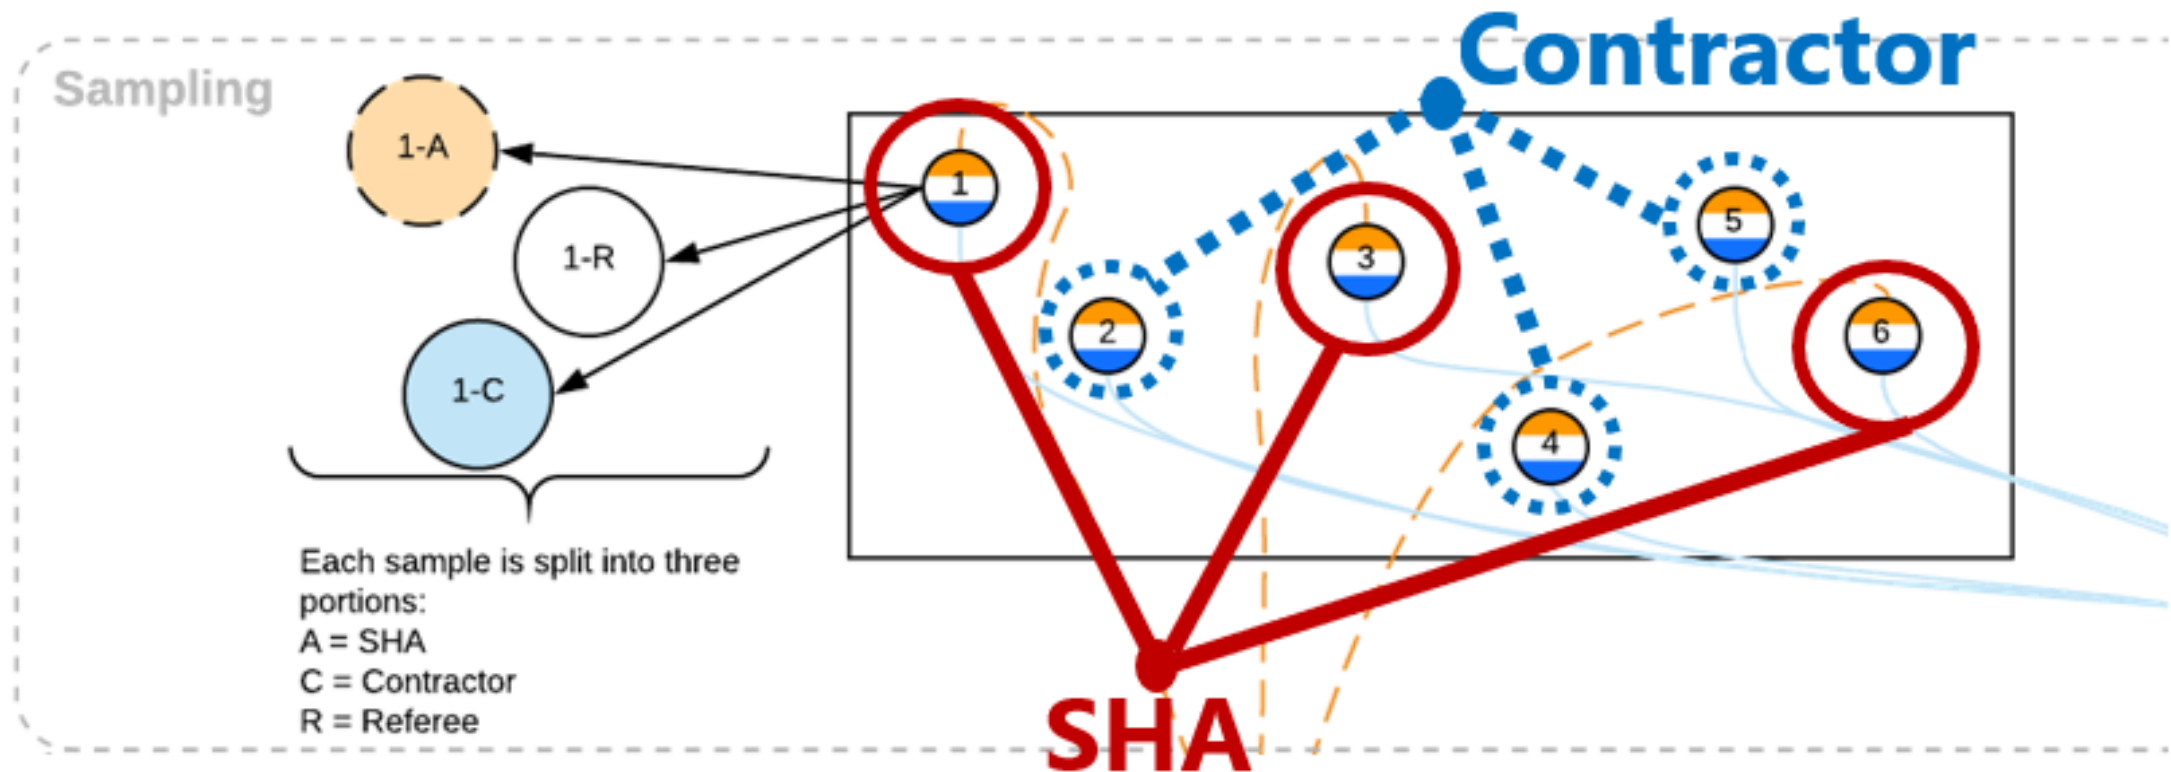 Contractor
Sampling
1-A
1-R
1-C
1
2
3
4
5
6
Each sample is split into three
portions:
A = SHA
C = Contractor
R = Referee
SHA